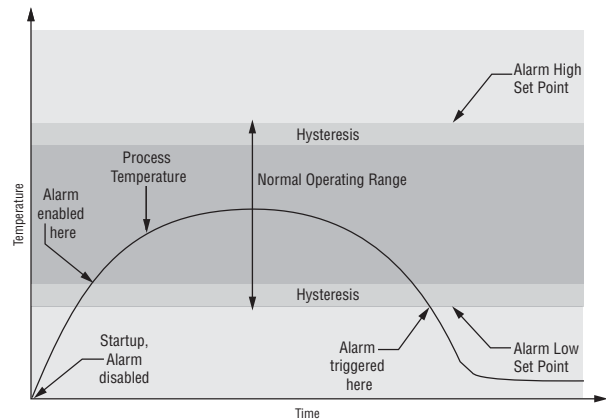 Alarm High
Set Point
Hysteresis
Process
Temperature
Normal Operating Range
Alarm
enabled
here
Temperature
Hysteresis
Startup,
Alarm
disabled
Alarm
triggered
here
Alarm Low
Set Point
Time